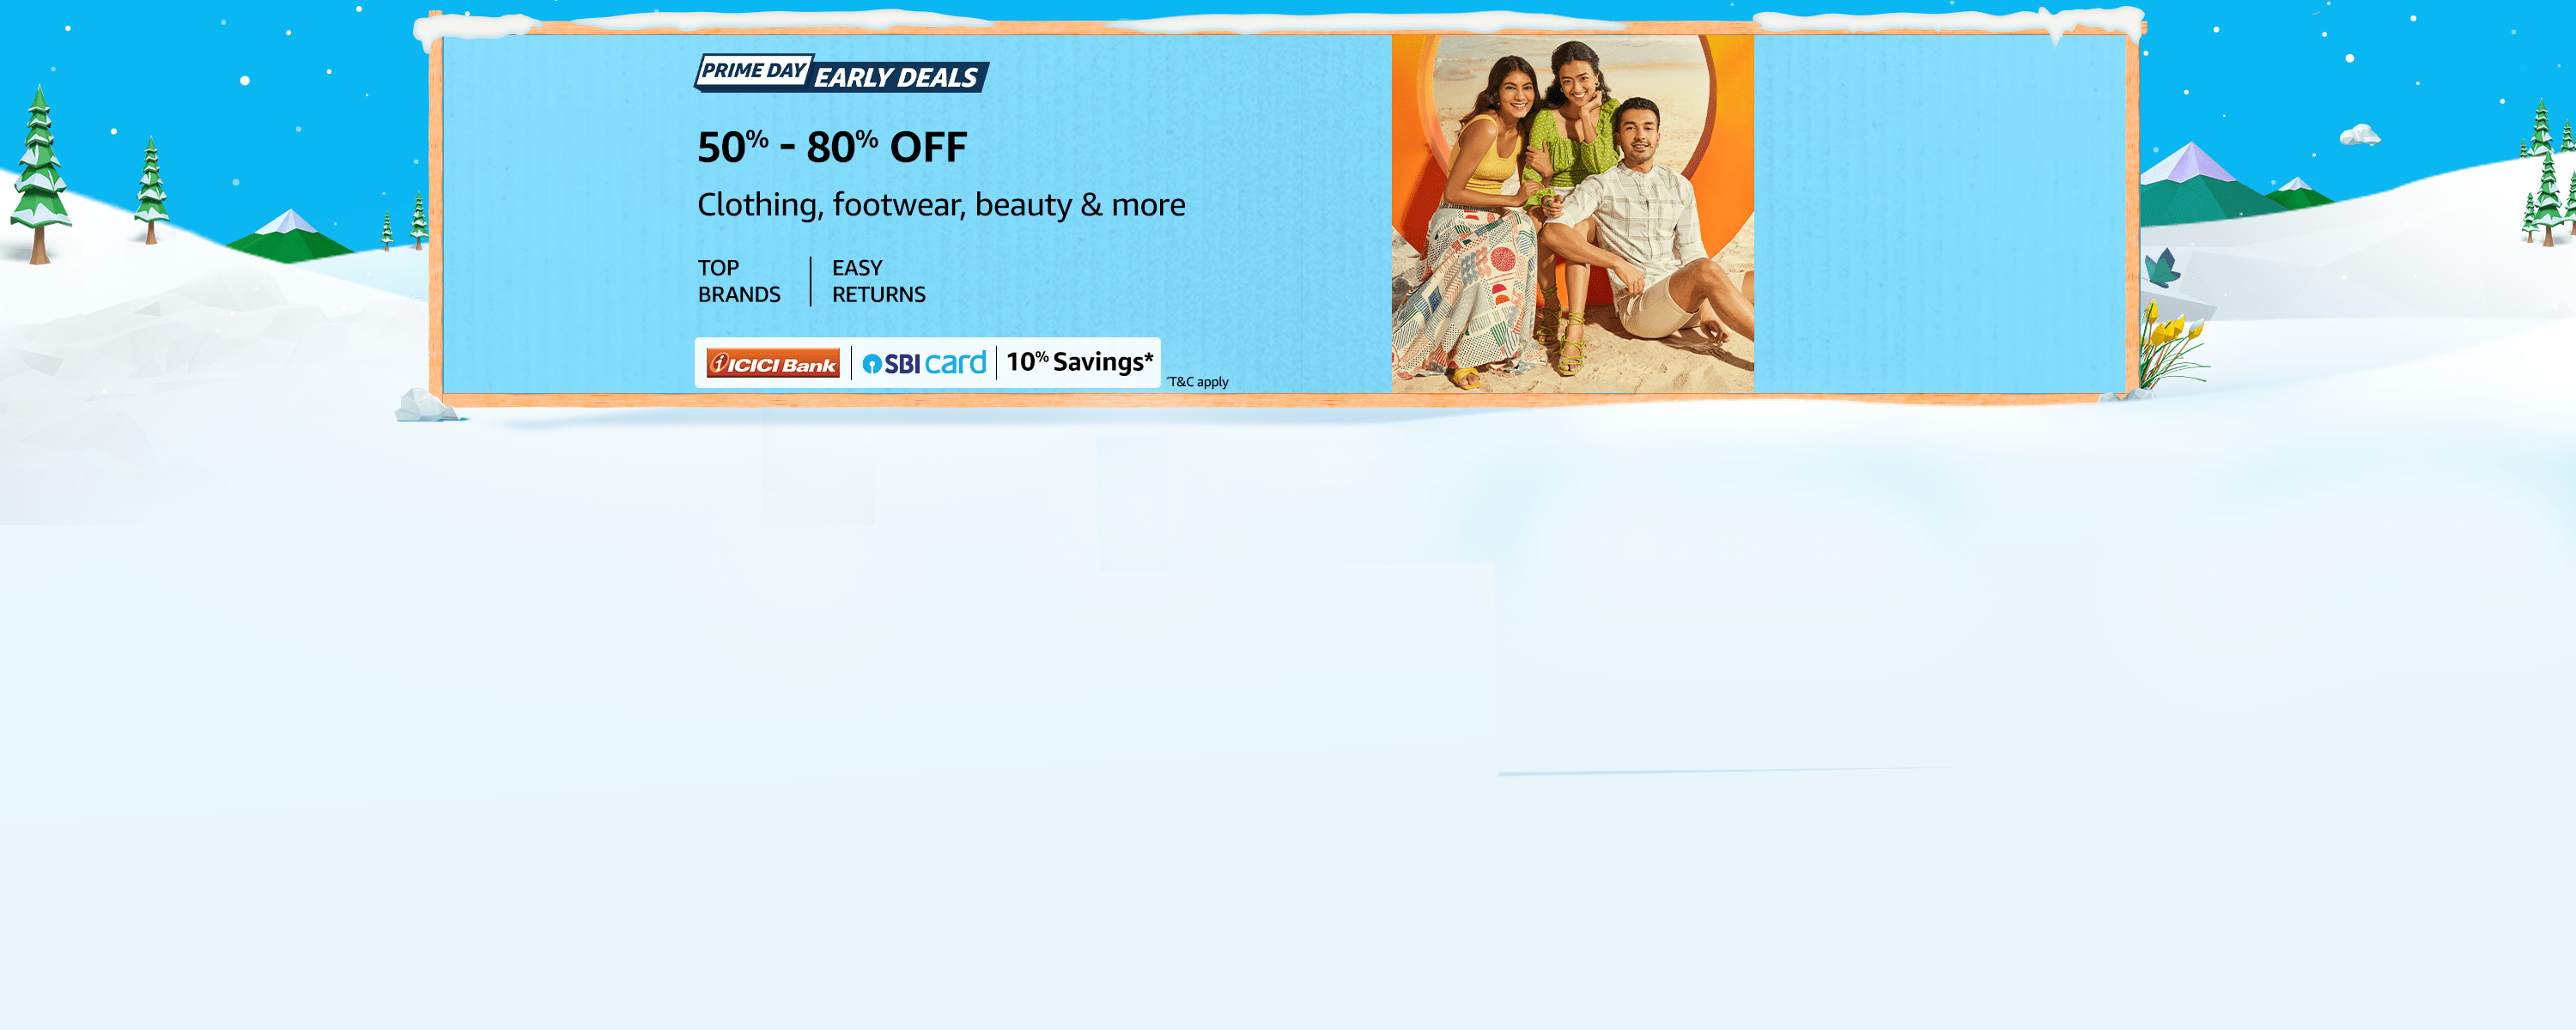 PRIME DAY EARLY DEALS
50% - 80% OFF
Clothing, footwear, beauty & more
TOP BRANDS | EASY RETURNS
ICICI Bank | SBI card | 10% Savings*
*T&C apply